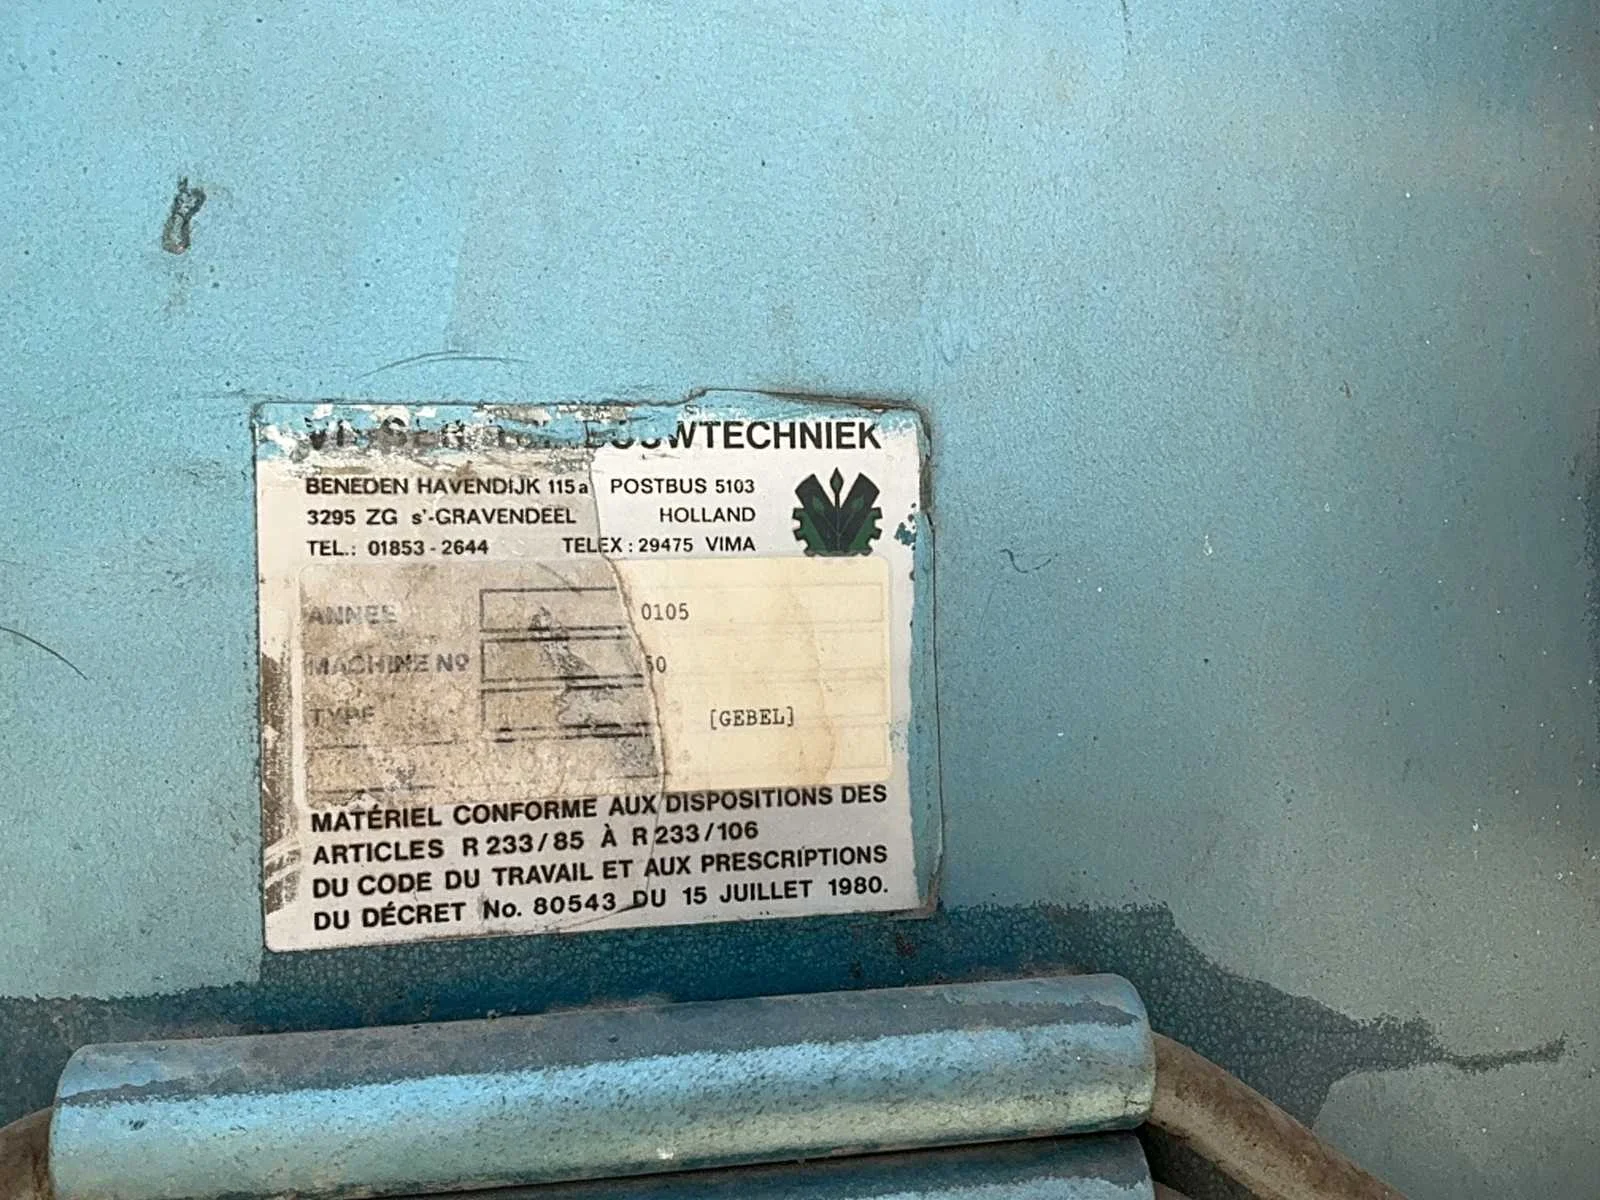 BENEDEN HAVENDIJK 115a POSTBUS 5103
3295 ZG s'-GRAVENDEEL HOLLAND
TEL.: 01853-2644 TELEX: 29475 VIMA
ANNEE 0105
MACHINE No 50
TYPE [GEBEL]
MATÉRIEL CONFORME AUX DISPOSITIONS DES
ARTICLES R 233/85 À R 233/106
DU CODE DU TRAVAIL ET AUX PRESCRIPTIONS
DU DÉCRET No. 80543 DU 15 JUILLET 1980.